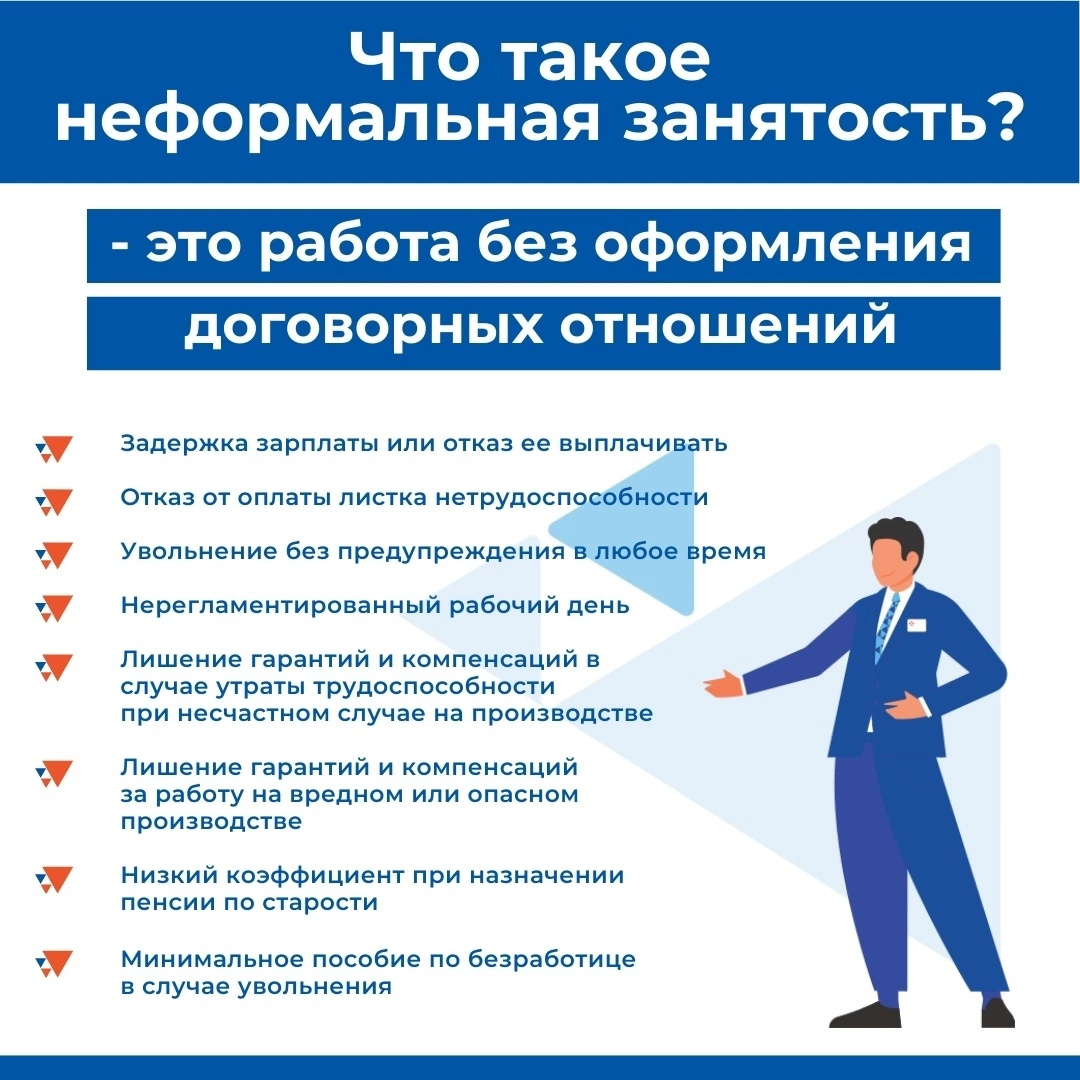 Что такое
неформальная занятость?
- это работа без оформления
договорных отношений
Задержка зарплаты или отказ ее выплачивать
Отказ от оплаты листка нетрудоспособности
Увольнение без предупреждения в любое время
Нерегламентированный рабочий день
Лишение гарантий и компенсаций в
случае утраты трудоспособности
при несчастном случае на производстве
Лишение гарантий и компенсаций
за работу на вредном или опасном
производстве
Низкий коэффициент при назначении
пенсии по старости
Минимальное пособие по безработице
в случае увольнения